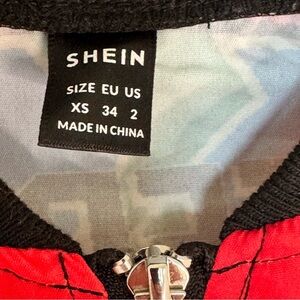 SHEIN
SIZE EU US
XS 34 2
MADE IN CHINA